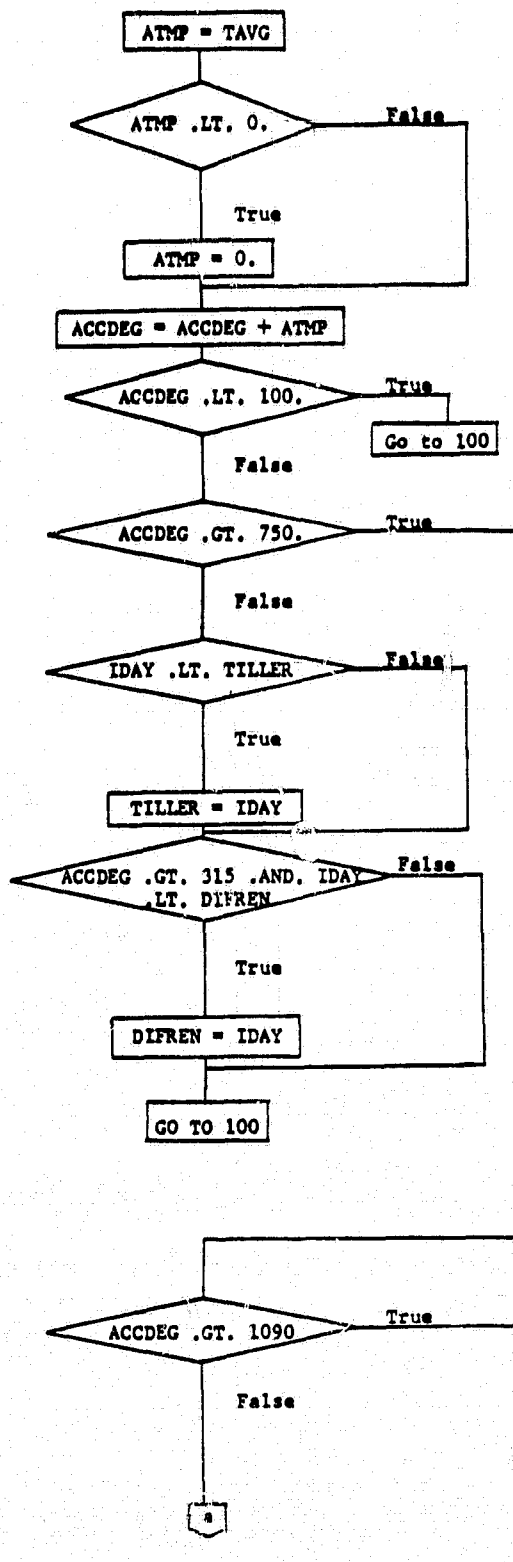 ATMP = TAVG
ATMP .LT. 0.
False
True
ATMP = 0.
ACCDEG = ACCDEG + ATMP
ACCDEG .LT. 100.
True
Go to 100
False
ACCDEG .GT. 750.
True
False
IDAY .LT. TILLER
False
True
TILLER = IDAY
ACCDEG .GT. 315 .AND. IDAY
.LT. DIFREN
False
True
DIFREN = IDAY
GO TO 100
ACCDEG .GT. 1090
True
False
a